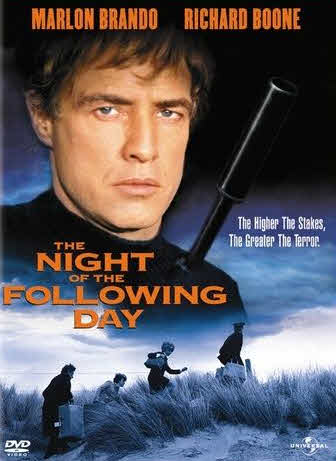 MARLON BRANDO RICHARD BOONE
The Higher The Stakes,
The Greater The Terror.
THE
NIGHT
OF THE
FOLLOWING
DAY
DVD
VIDEO
UNIVERSAL